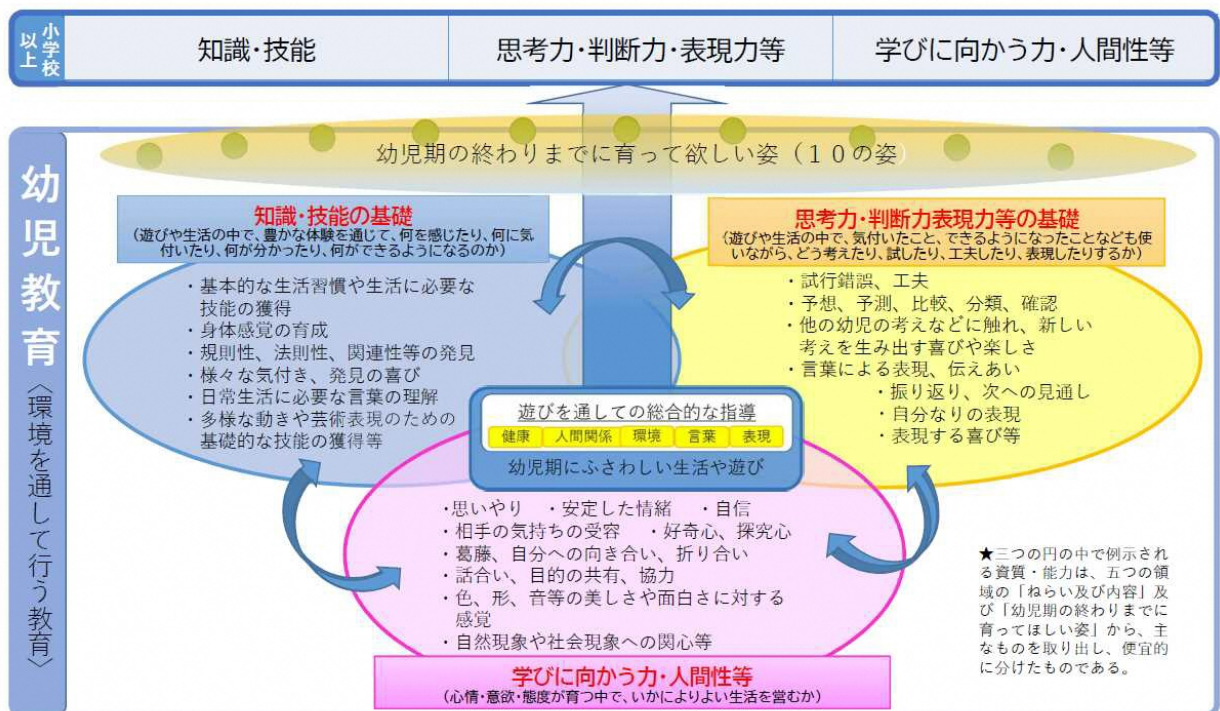 小学校
以上
知識・技能
思考力・判断力・表現力等
学びに向かう力・人間性等
幼児教育
〈環境を通して行う教育〉
幼児期の終わりまでに育って欲しい姿（１０の姿）
知識・技能の基礎
(遊びや生活の中で、豊かな体験を通じて、何を感じたり、何に気
付いたり、何が分かったり、何ができるようになるのか)
・基本的な生活習慣や生活に必要な
技能の獲得
・身体感覚の育成
・規則性、法則性、関連性等の発見
・様々な気付き、発見の喜び
・日常生活に必要な言葉の理解
・多様な動きや芸術表現のための
基礎的な技能の獲得等
思考力・判断力表現力等の基礎
(遊びや生活の中で、気付いたこと、できるようになったことなども使
いながら、どう考えたり、試したり、工夫したり、表現したりするか)
・試行錯誤、工夫
・予想、予測、比較、分類、確認
・他の幼児の考えなどに触れ、新しい
考えを生み出す喜びや楽しさ
・言葉による表現、伝えあい
・振り返り、次への見通し
・自分なりの表現
・表現する喜び等
遊びを通しての総合的な指導
健康 人間関係 環境 言葉 表現
幼児期にふさわしい生活や遊び
・思いやり ・安定した情緒 ・自信
・相手の気持ちの受容 ・好奇心、探究心
・葛藤、自分への向き合い、折り合い
・話合い、目的の共有、協力
・色、形、音等の美しさや面白さに対する
感覚
・自然現象や社会現象への関心等
学びに向かう力・人間性等
(心情・意欲・態度が育つ中で、いかによりよい生活を営むか)
★三つの円の中で例示され
る資質・能力は、五つの領
域の「ねらい及び内容」及
び「幼児期の終わりまでに
育ってほしい姿」から、主
なものを取り出し、便宜的
に分けたものである。